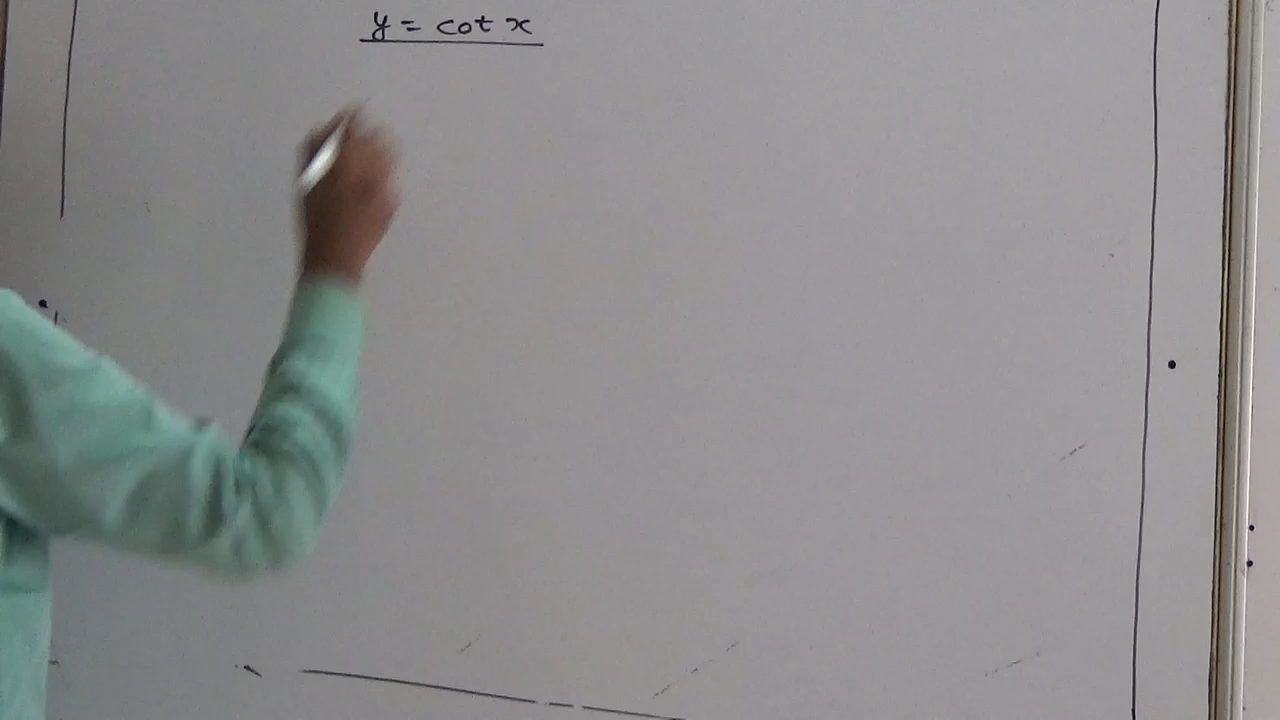 y = cot x